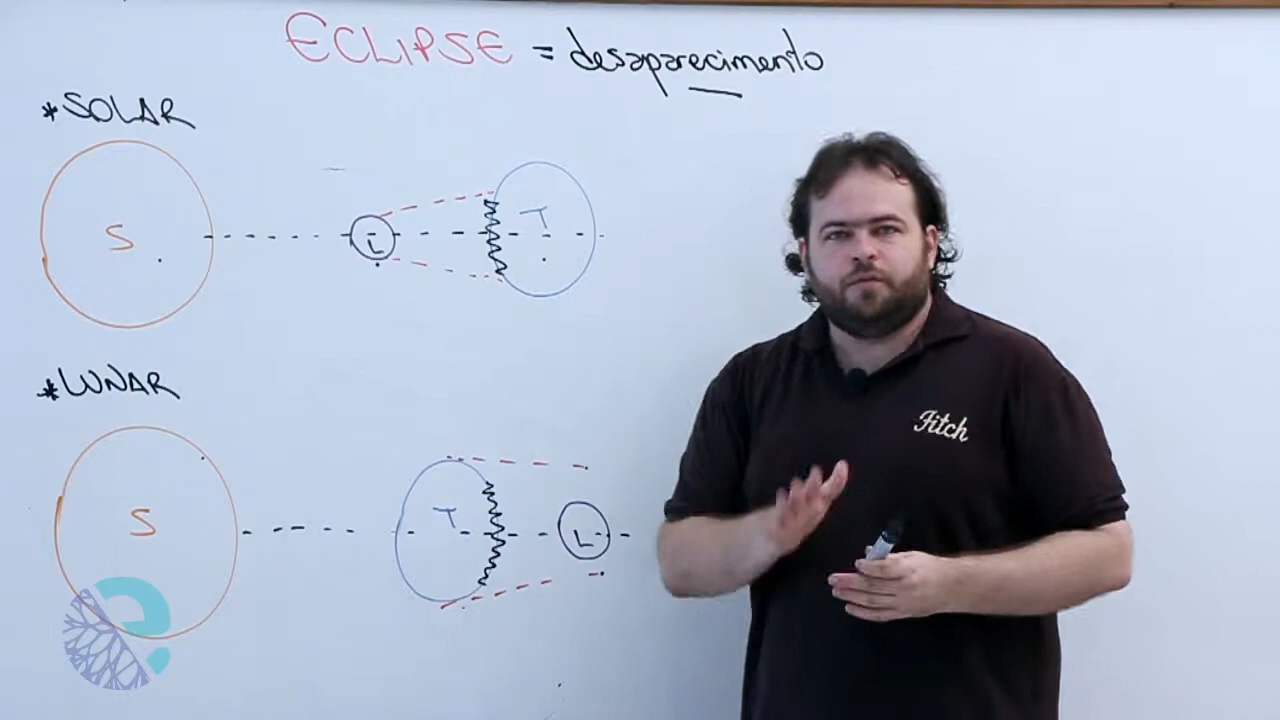 ECLIPSE = desaparecimento
*SOLAR
S
L
T
*LUNAR
S
T
L
Fitch